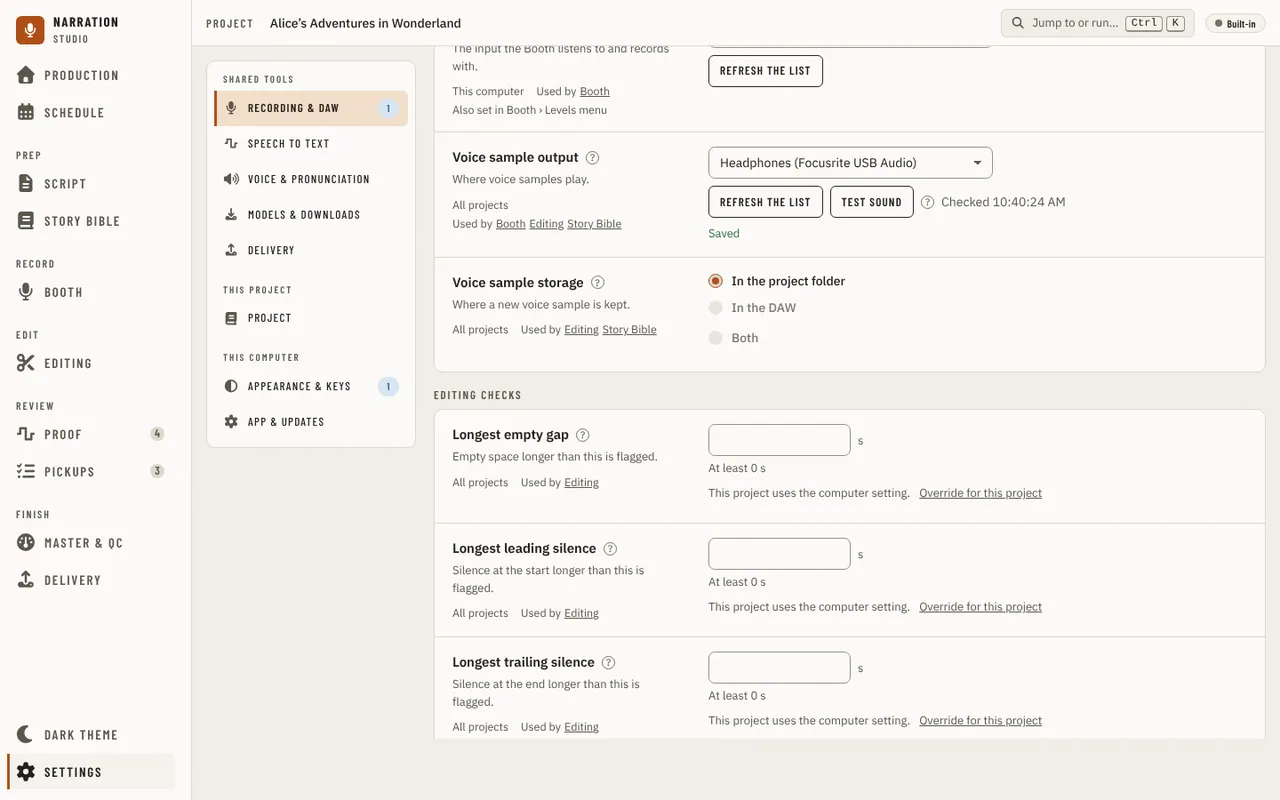 NARRATION
STUDIO
PRODUCTION
SCHEDULE
PREP
SCRIPT
STORY BIBLE
RECORD
BOOTH
EDIT
EDITING
REVIEW
PROOF 4
PICKUPS 3
FINISH
MASTER & QC
DELIVERY
DARK THEME
SETTINGS
PROJECT Alice's Adventures in Wonderland
Jump to or run... Ctrl K
Built-in
SHARED TOOLS
RECORDING & DAW 1
SPEECH TO TEXT
VOICE & PRONUNCIATION
MODELS & DOWNLOADS
DELIVERY
THIS PROJECT
PROJECT
THIS COMPUTER
APPEARANCE & KEYS 1
APP & UPDATES
The input the Booth listens to and records
with.
This computer Used by Booth
Also set in Booth › Levels menu
REFRESH THE LIST
Voice sample output ?
Where voice samples play.
All projects
Used by Booth Editing Story Bible
Headphones (Focusrite USB Audio)
REFRESH THE LIST TEST SOUND ? Checked 10:40:24 AM
Saved
Voice sample storage ?
Where a new voice sample is kept.
All projects Used by Editing Story Bible
In the project folder
In the DAW
Both
EDITING CHECKS
Longest empty gap ?
Empty space longer than this is flagged.
All projects Used by Editing
s
At least 0 s
This project uses the computer setting. Override for this project
Longest leading silence ?
Silence at the start longer than this is
flagged.
All projects Used by Editing
s
At least 0 s
This project uses the computer setting. Override for this project
Longest trailing silence ?
Silence at the end longer than this is
flagged.
All projects Used by Editing
s
At least 0 s
This project uses the computer setting. Override for this project